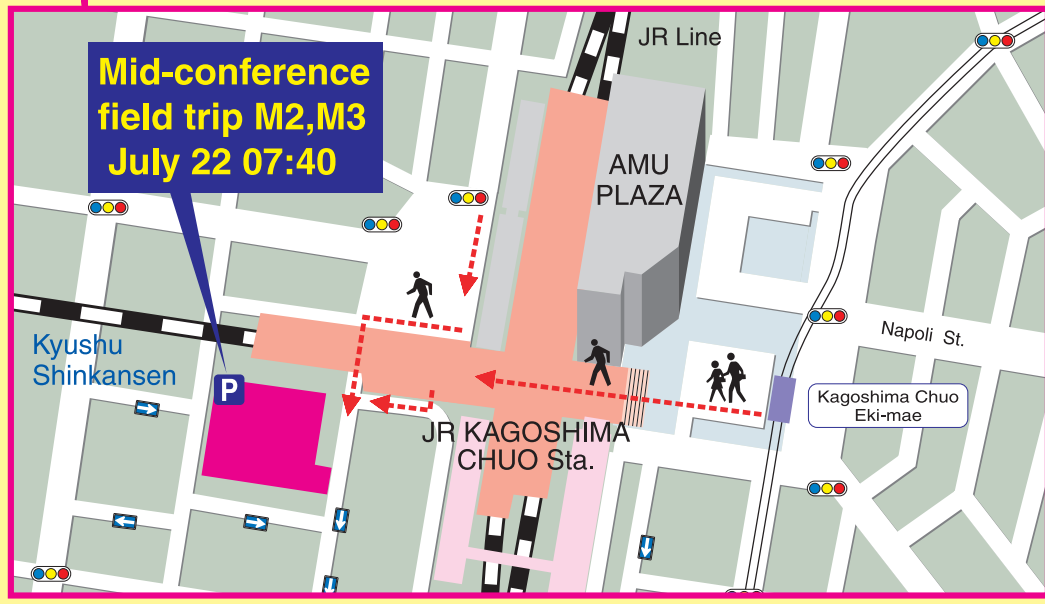 Mid-conference
field trip M2,M3
July 22 07:40
JR Line
AMU
PLAZA
Napoli St.
Kyushu
Shinkansen
P
Kagoshima Chuo
Eki-mae
JR KAGOSHIMA
CHUO Sta.